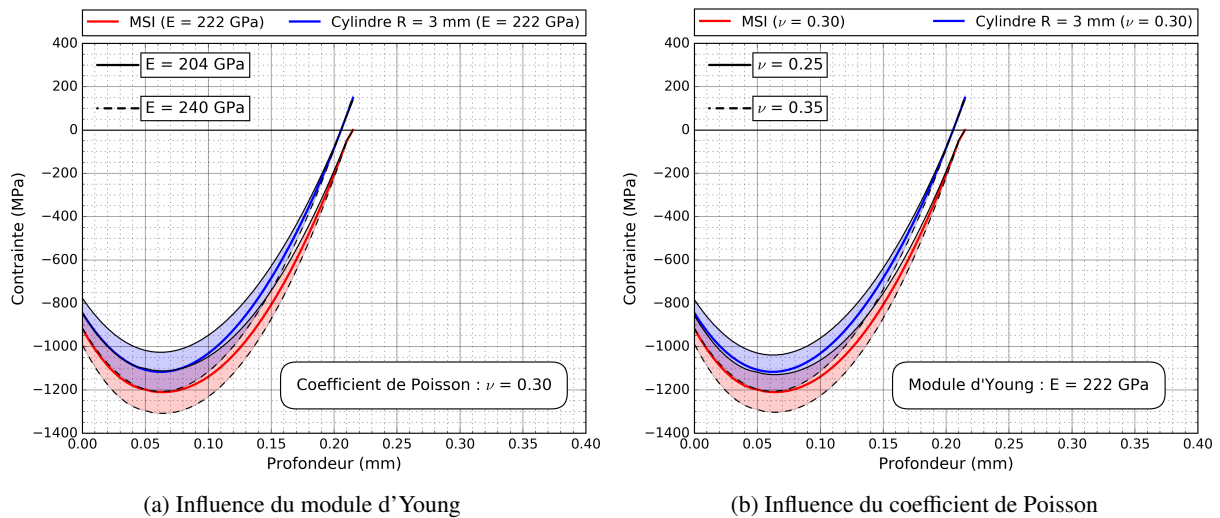 MSI (E = 222 GPa)
Cylindre R = 3 mm (E = 222 GPa)
E = 204 GPa
E = 240 GPa
400
200
0
−200
−400
−600
−800
−1000
−1200
−1400
Contrainte (MPa)
Coefficient de Poisson : ν = 0.30
0.00 0.05 0.10 0.15 0.20 0.25 0.30 0.35 0.40
Profondeur (mm)
(a) Influence du module d’Young
MSI (ν = 0.30)
Cylindre R = 3 mm (ν = 0.30)
ν = 0.25
ν = 0.35
400
200
0
−200
−400
−600
−800
−1000
−1200
−1400
Contrainte (MPa)
Module d'Young : E = 222 GPa
0.00 0.05 0.10 0.15 0.20 0.25 0.30 0.35 0.40
Profondeur (mm)
(b) Influence du coefficient de Poisson